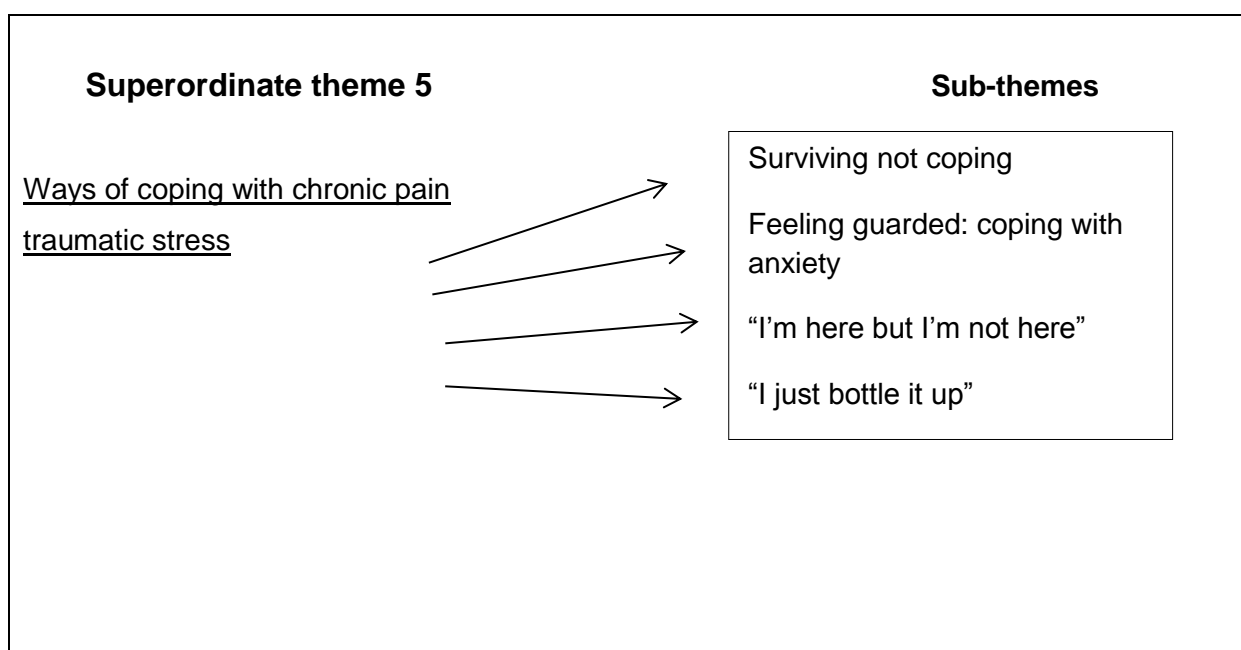 Superordinate theme 5
Sub-themes
Ways of coping with chronic pain
traumatic stress
Surviving not coping
Feeling guarded: coping with
anxiety
“I’m here but I’m not here”
“I just bottle it up”